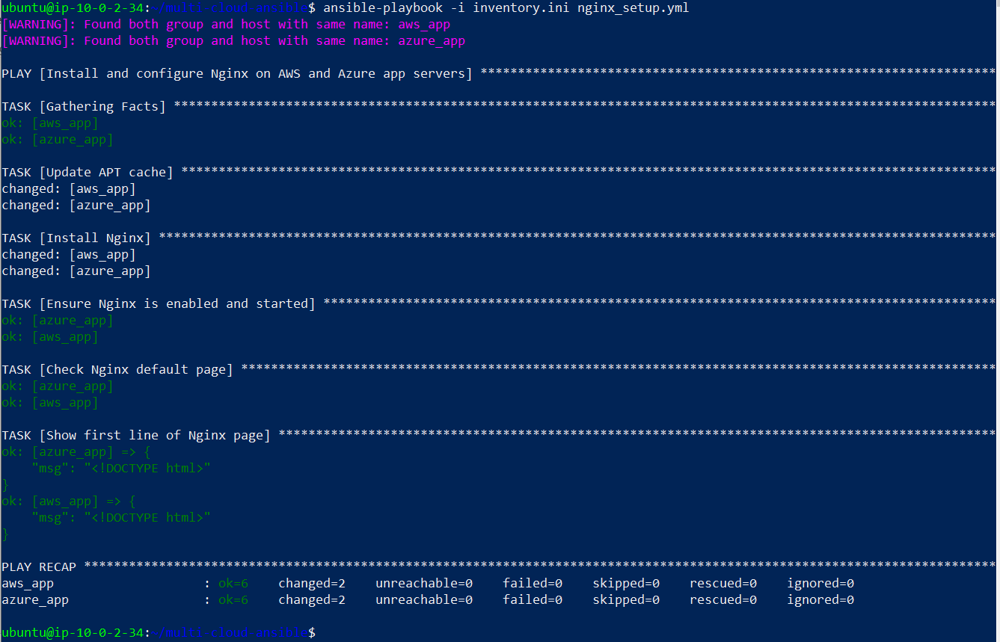 ubuntu@ip-10-0-2-34:~/multi-cloud-ansible$ ansible-playbook -i inventory.ini nginx_setup.yml
[WARNING]: Found both group and host with same name: aws_app
[WARNING]: Found both group and host with same name: azure_app
PLAY [Install and configure Nginx on AWS and Azure app servers] *********************************************************************
TASK [Gathering Facts] **************************************************************************************************************
ok: [aws_app]
ok: [azure_app]
TASK [Update APT cache] *************************************************************************************************************
changed: [aws_app]
changed: [azure_app]
TASK [Install Nginx] ****************************************************************************************************************
changed: [aws_app]
changed: [azure_app]
TASK [Ensure Nginx is enabled and started] ******************************************************************************************
ok: [azure_app]
ok: [aws_app]
TASK [Check Nginx default page] *****************************************************************************************************
ok: [azure_app]
ok: [aws_app]
TASK [Show first line of Nginx page] ************************************************************************************************
ok: [azure_app] => {
    "msg": "<!DOCTYPE html>"
}
ok: [aws_app] => {
    "msg": "<!DOCTYPE html>"
}
PLAY RECAP **************************************************************************************************************************
aws_app                    : ok=6    changed=2    unreachable=0    failed=0    skipped=0    rescued=0    ignored=0
azure_app                  : ok=6    changed=2    unreachable=0    failed=0    skipped=0    rescued=0    ignored=0
ubuntu@ip-10-0-2-34:~/multi-cloud-ansible$